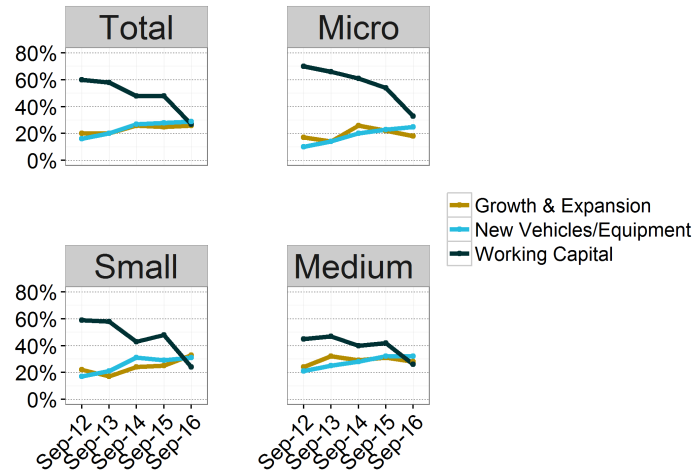 Total
Micro
80%
60%
40%
20%
0%
Growth & Expansion
New Vehicles/Equipment
Working Capital
Small
Medium
80%
60%
40%
20%
0%
Sep-12
Sep-13
Sep-14
Sep-15
Sep-16
Sep-12
Sep-13
Sep-14
Sep-15
Sep-16